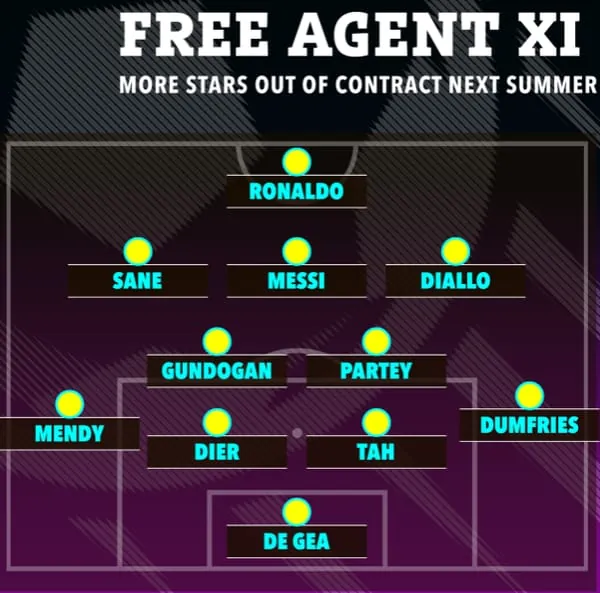 FREE AGENT XI
MORE STARS OUT OF CONTRACT NEXT SUMMER
RONALDO
SANE
MESSI
DIALLO
GUNDOGAN
PARTEY
MENDY
DIER
TAH
DUMFRIES
DE GEA